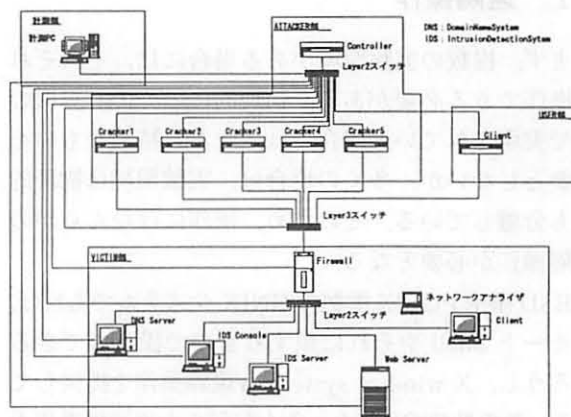 DNS : DomainNameSystem
IDS : IntrusionDetectionSystem
計測部
計測PC
ATTACKER部
Controller
Layer2スイッチ
USER部
Cracker1
Cracker2
Cracker3
Cracker4
Cracker5
Client
Layer3スイッチ
VICTIM部
Firewall
Layer2スイッチ
ネットワークアナライザ
DNS Server
IDS Console
IDS Server
Web Server
Client